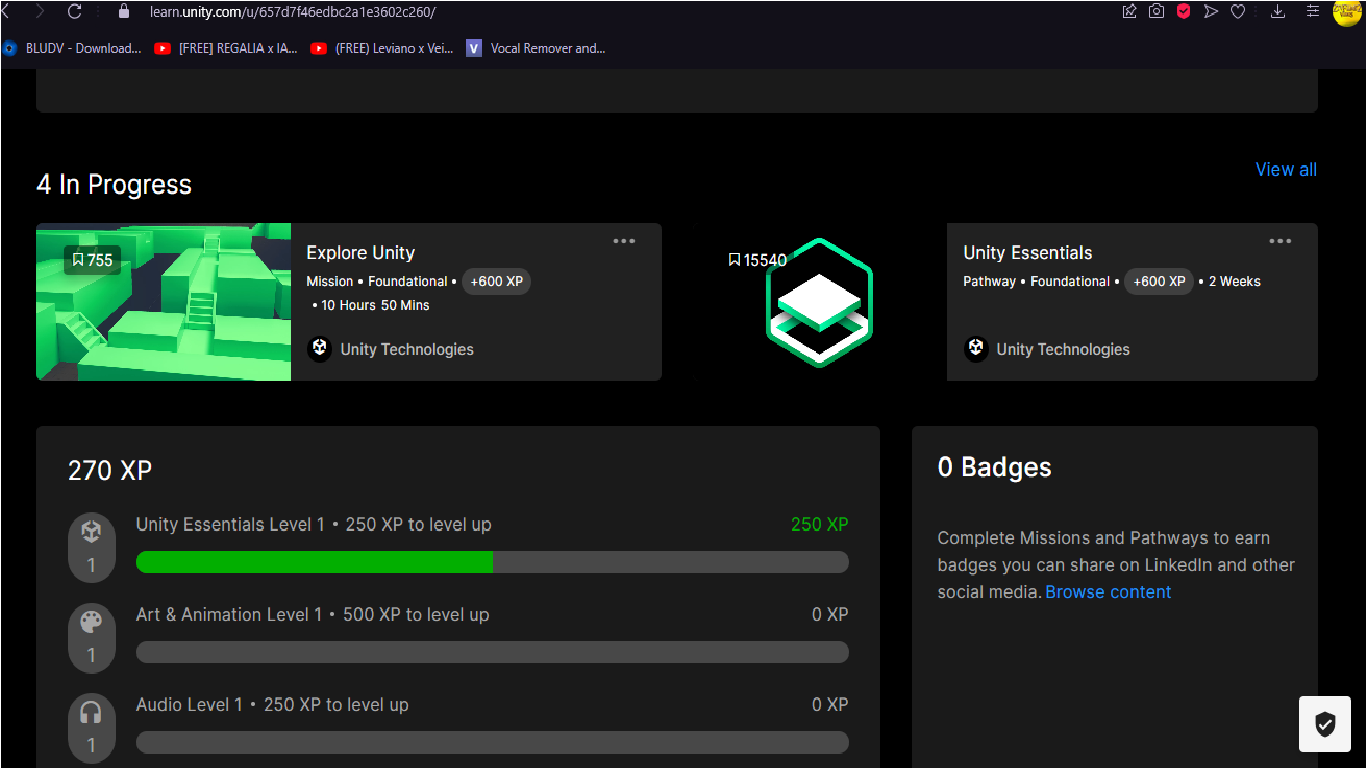 learn.unity.com/u/657d7f46edbc2a1e3602c260/
BLUDV - Download... [FREE] REGALIA x IA... (FREE) Leviano x Vei... V Vocal Remover and...
4 In Progress
View all
755
Explore Unity
Mission • Foundational • +600 XP
• 10 Hours 50 Mins
Unity Technologies
15540
Unity Essentials
Pathway • Foundational • +600 XP • 2 Weeks
Unity Technologies
270 XP
1
Unity Essentials Level 1 • 250 XP to level up
250 XP
1
Art & Animation Level 1 • 500 XP to level up
0 XP
1
Audio Level 1 • 250 XP to level up
0 XP
0 Badges
Complete Missions and Pathways to earn
badges you can share on LinkedIn and other
social media. Browse content